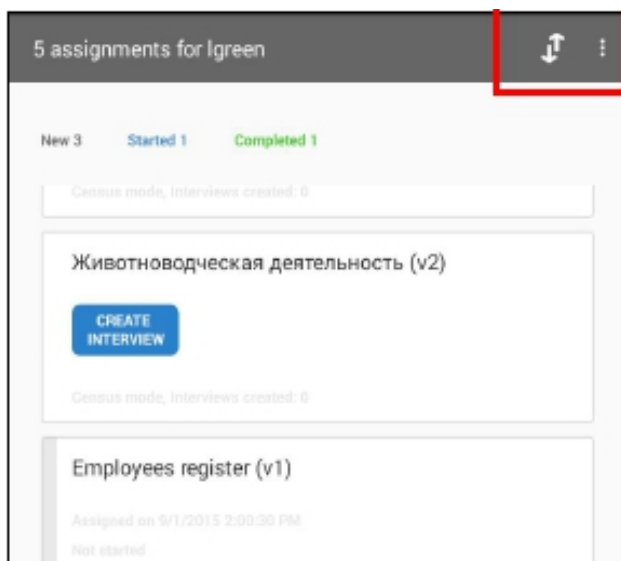 5 assignments for lgreen
New 3 Started 1 Completed 1
Census mode, Interviews created: 0
Животноводческая деятельность (v2)
CREATE
INTERVIEW
Census mode, Interviews created: 0
Employees register (v1)
Assigned on 9/1/2015 2:00:30 PM
Not started